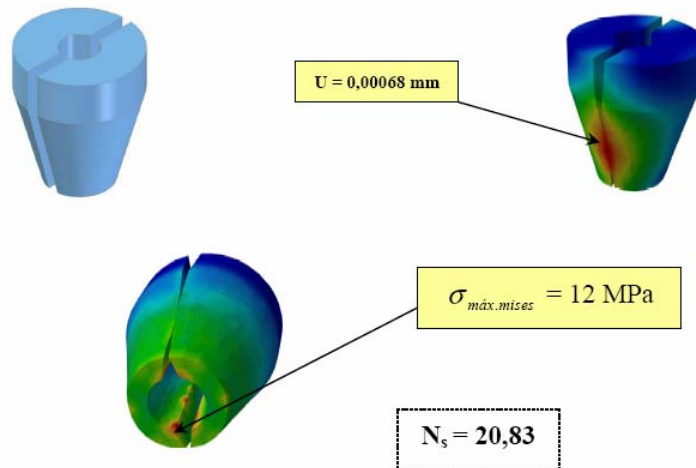 U = 0,00068 mm
σmáx.mises = 12 MPa
Ns = 20,83